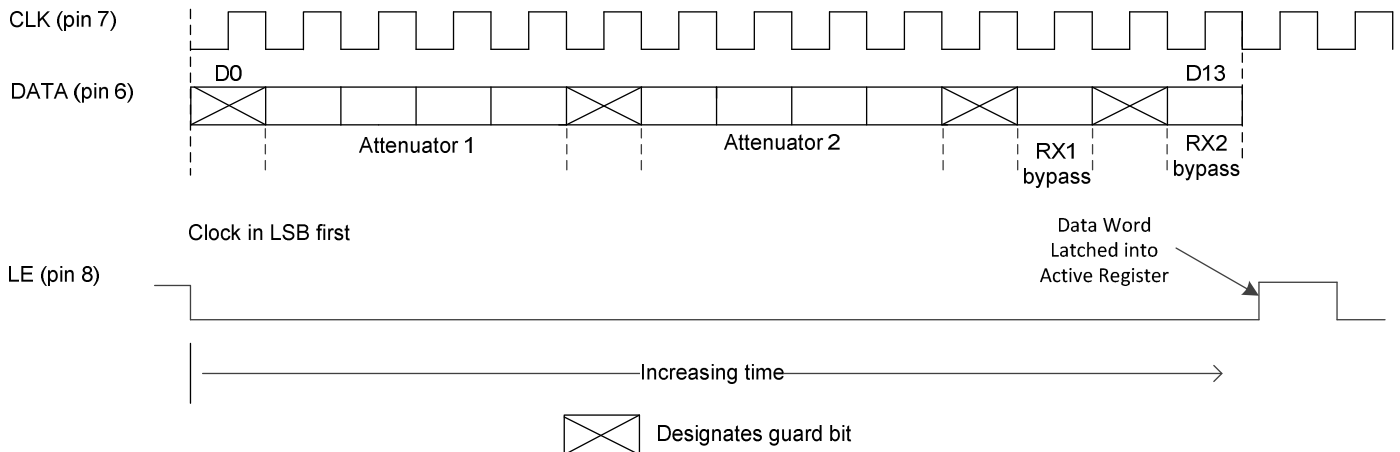 CLK (pin 7)
D0
D13
DATA (pin 6)
Attenuator 1
Attenuator 2
RX1
bypass
RX2
bypass
Clock in LSB first
Data Word
Latched into
Active Register
LE (pin 8)
Increasing time
Designates guard bit